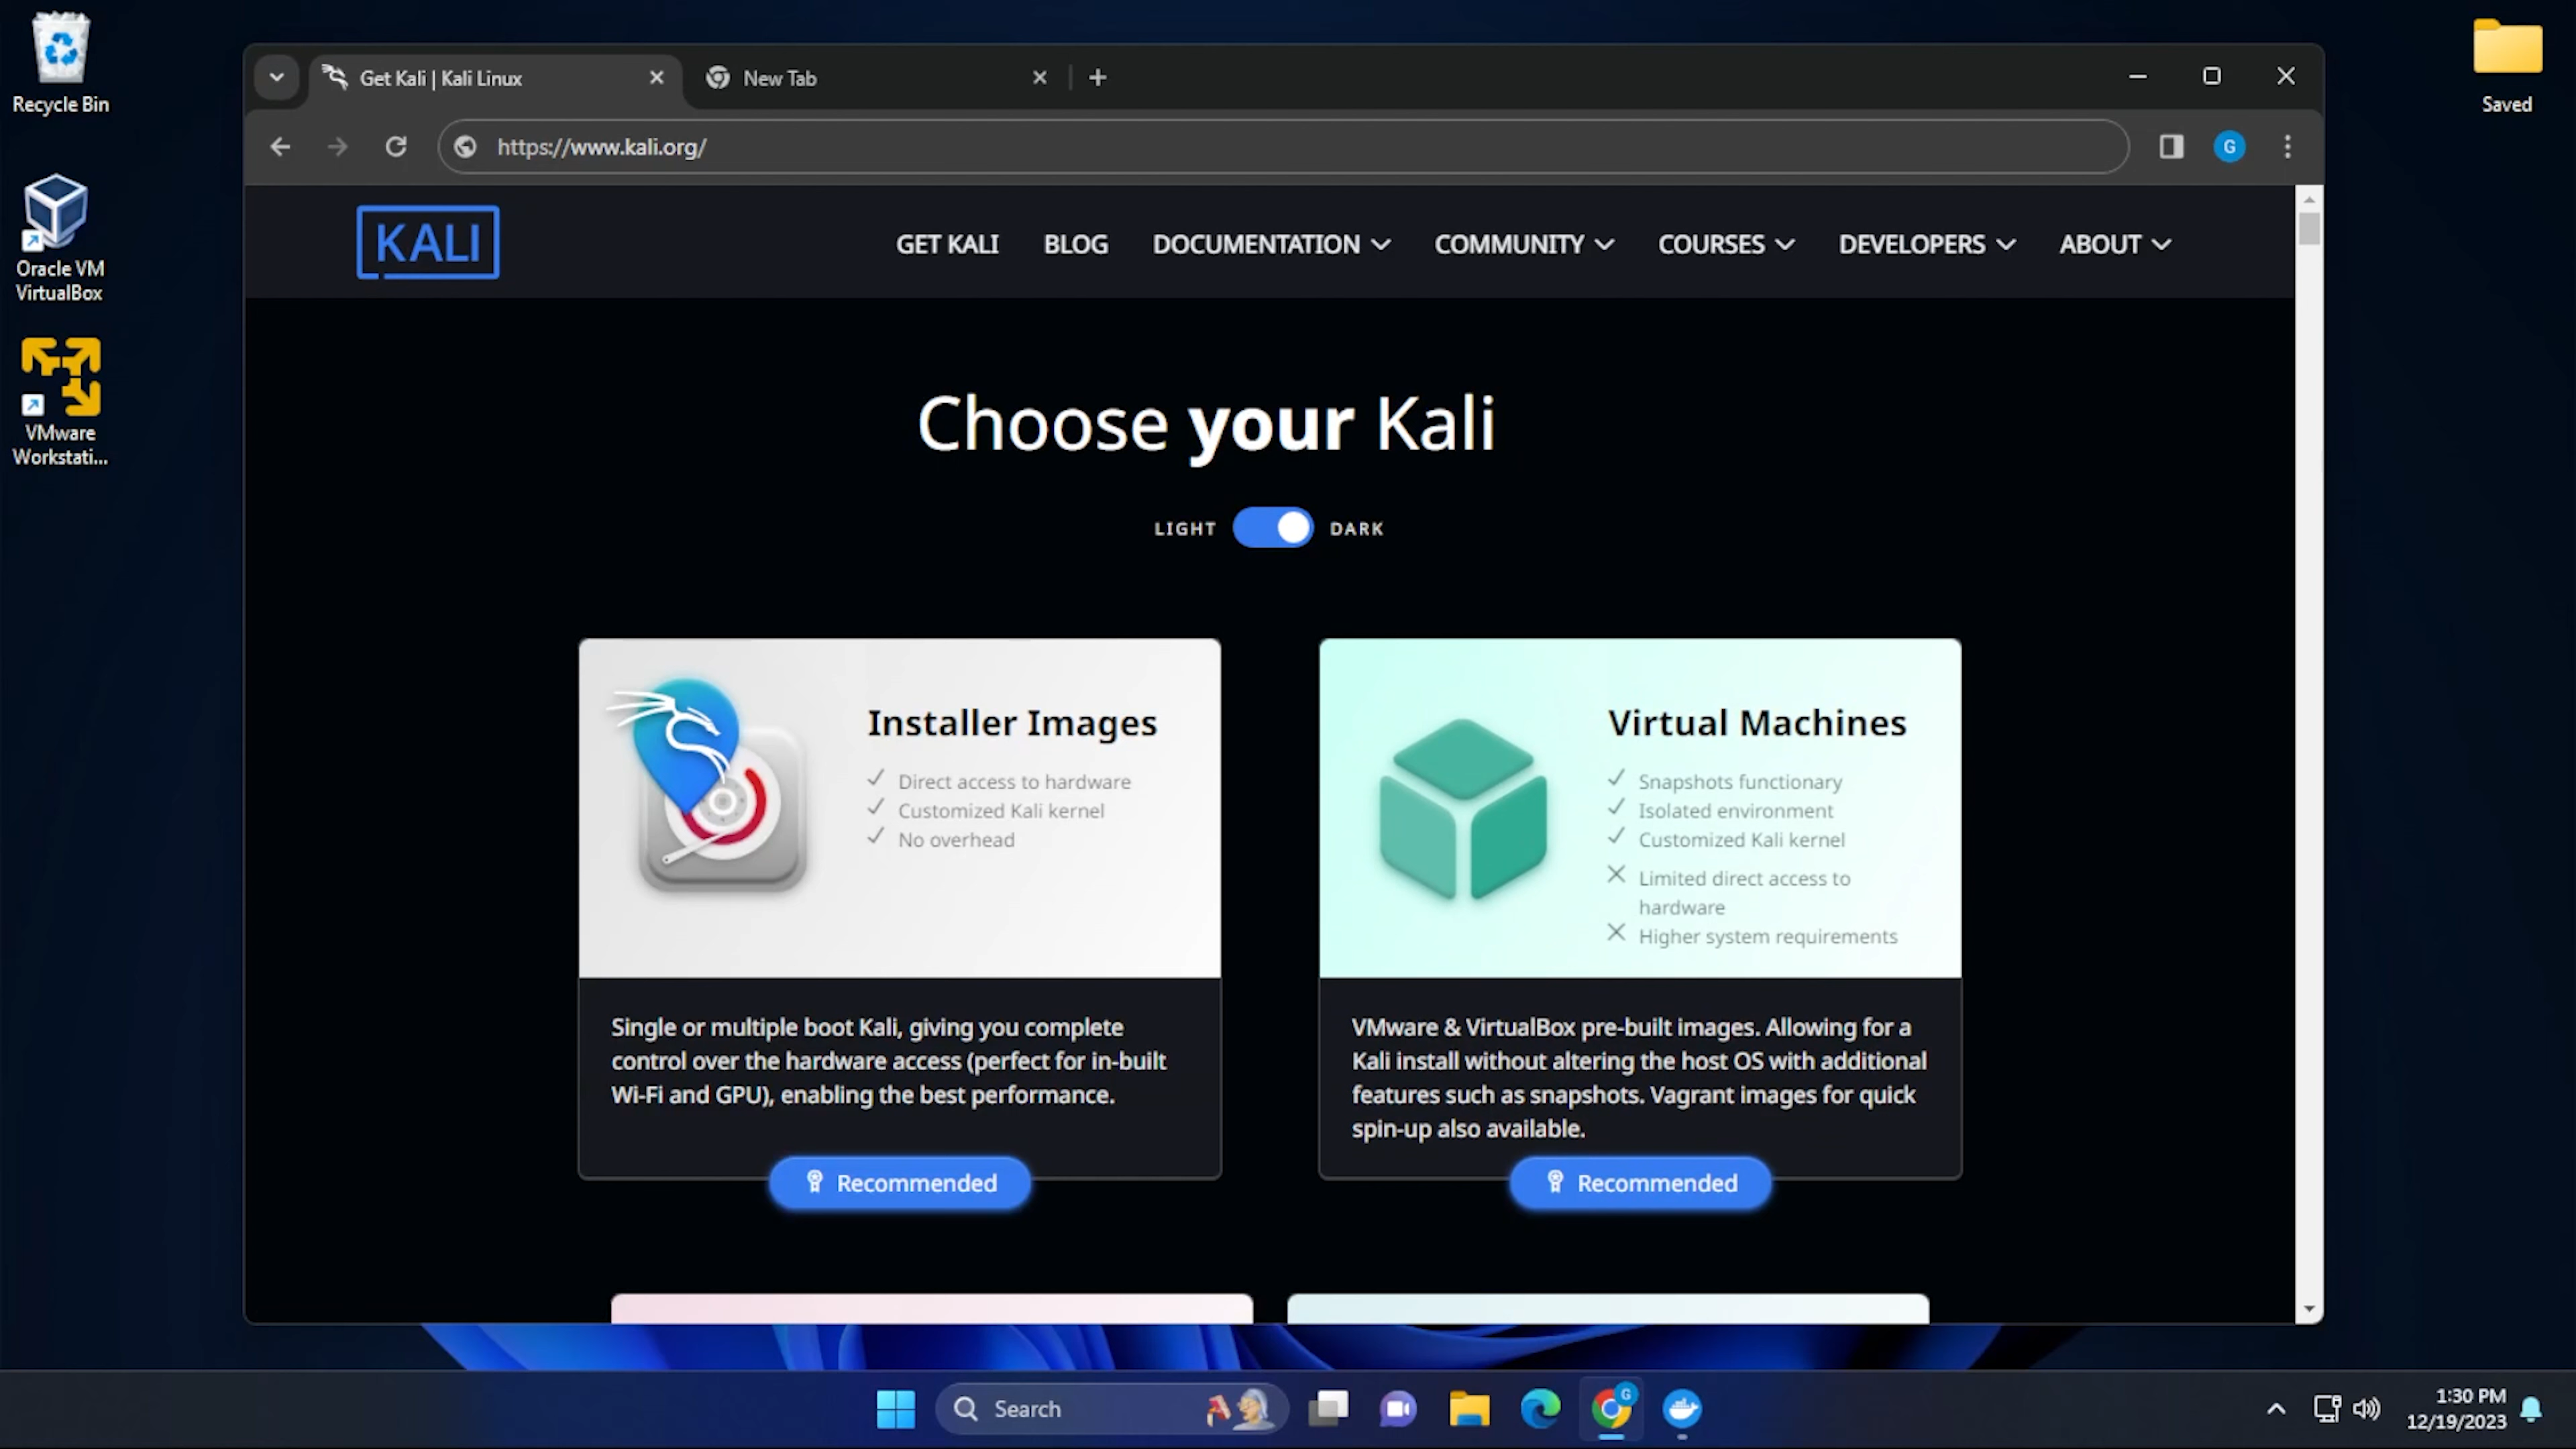 Recycle Bin
Oracle VM
VirtualBox
VMware
Workstati...
Saved
Get Kali | Kali Linux
New Tab
https://www.kali.org/
G
KALI
GET KALI
BLOG
DOCUMENTATION
COMMUNITY
COURSES
DEVELOPERS
ABOUT
Choose your Kali
LIGHT
DARK
Installer Images
Direct access to hardware
Customized Kali kernel
No overhead
Single or multiple boot Kali, giving you complete
control over the hardware access (perfect for in-built
Wi-Fi and GPU), enabling the best performance.
Recommended
Virtual Machines
Snapshots functionary
Isolated environment
Customized Kali kernel
Limited direct access to
hardware
Higher system requirements
VMware & VirtualBox pre-built images. Allowing for a
Kali install without altering the host OS with additional
features such as snapshots. Vagrant images for quick
spin-up also available.
Recommended
Search
G
1:30 PM
12/19/2023